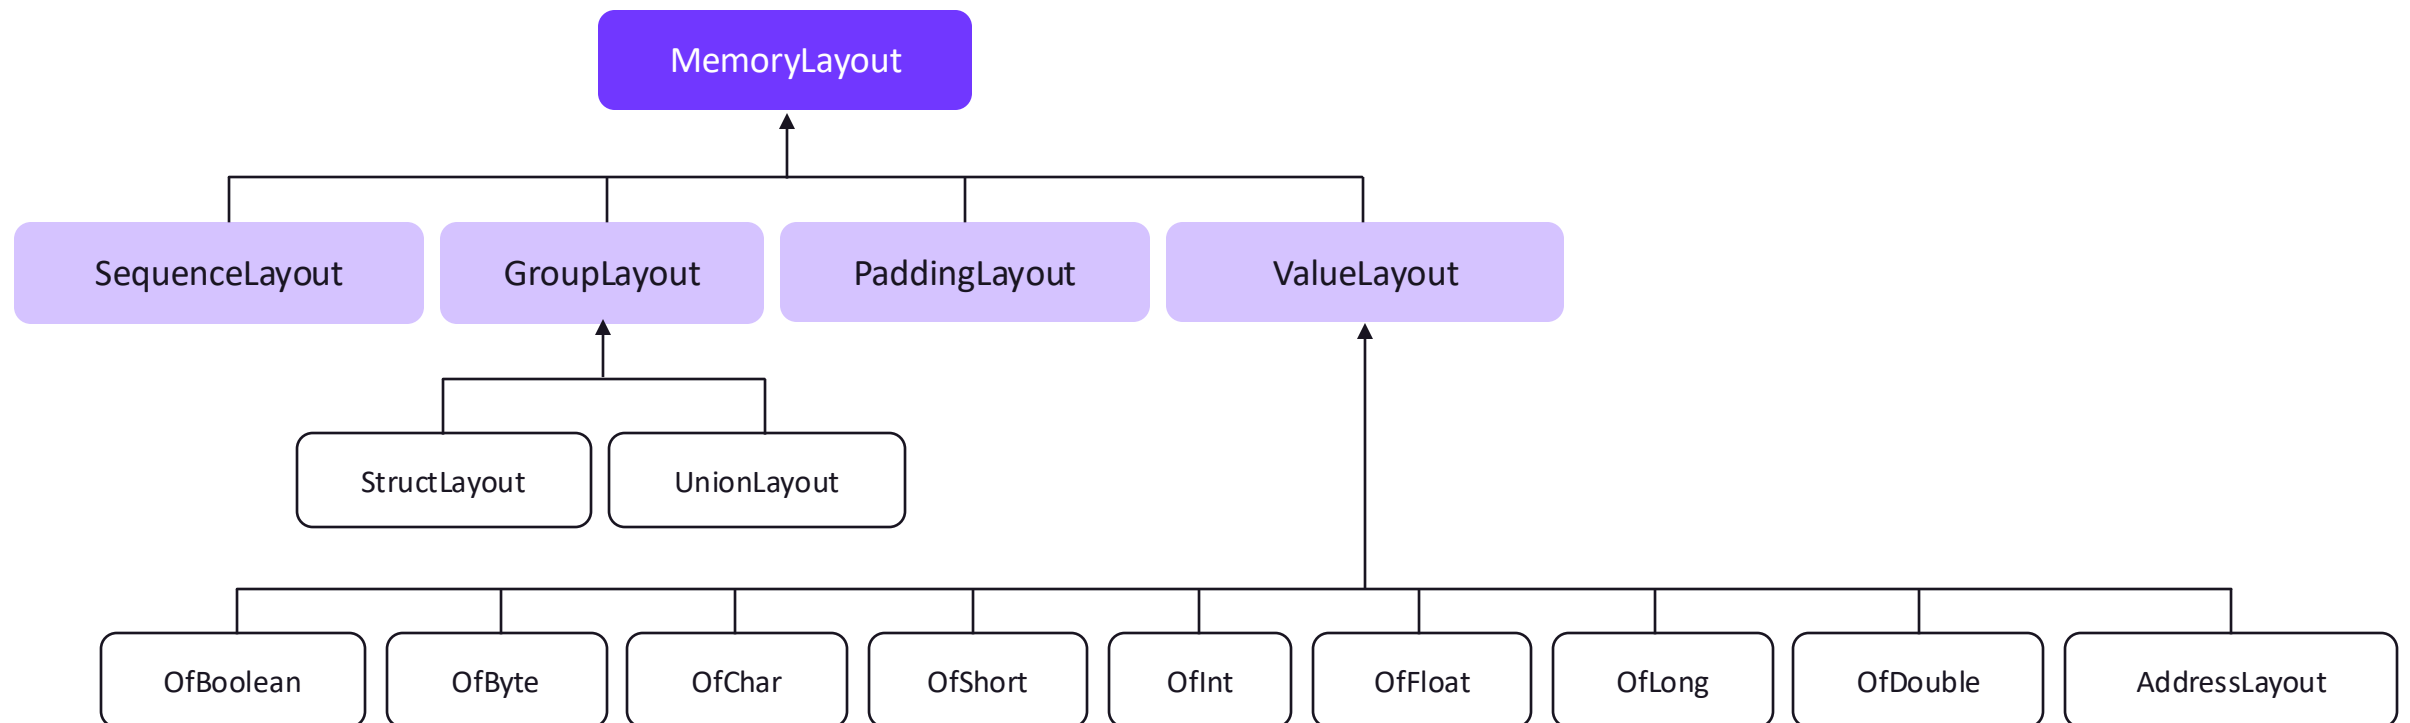 MemoryLayout
SequenceLayout
GroupLayout
PaddingLayout
ValueLayout
StructLayout
UnionLayout
OfBoolean
OfByte
OfChar
OfShort
OfInt
OfFloat
OfLong
OfDouble
AddressLayout